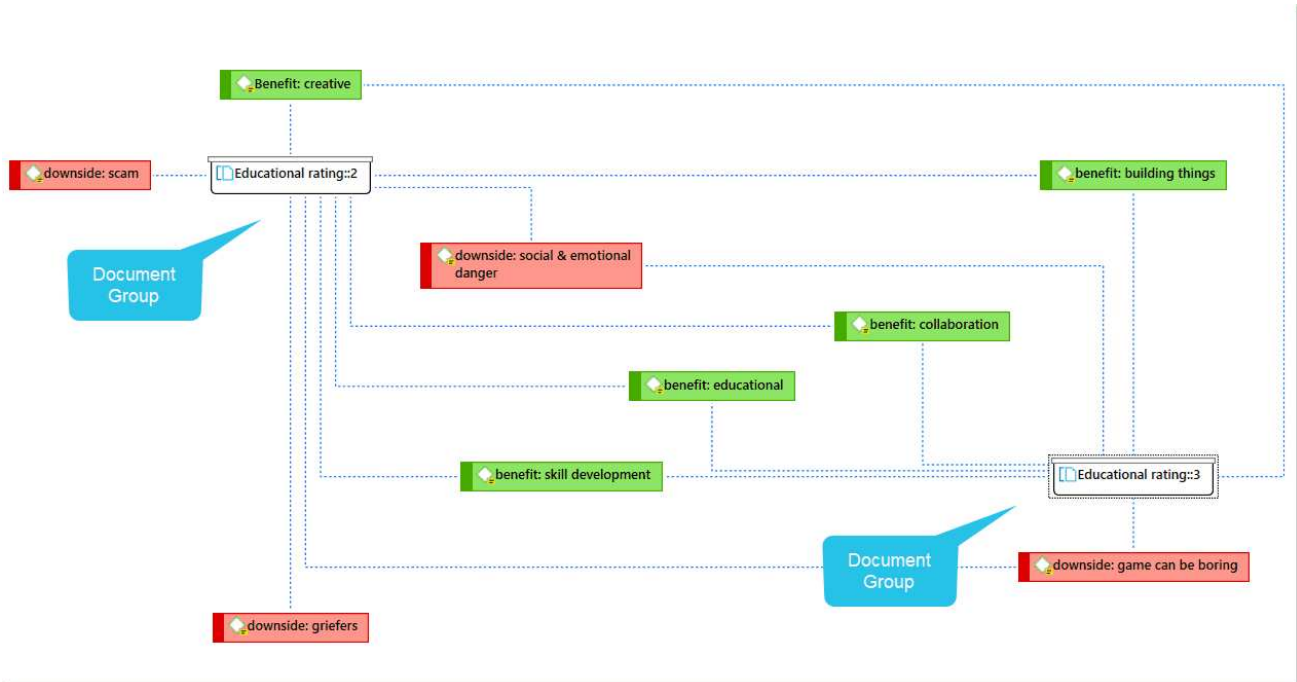 Benefit: creative
downside: scam
Educational rating::2
benefit: building things
Document
Group
downside: social & emotional
danger
benefit: collaboration
benefit: educational
benefit: skill development
Educational rating::3
Document
Group
downside: game can be boring
downside: griefers